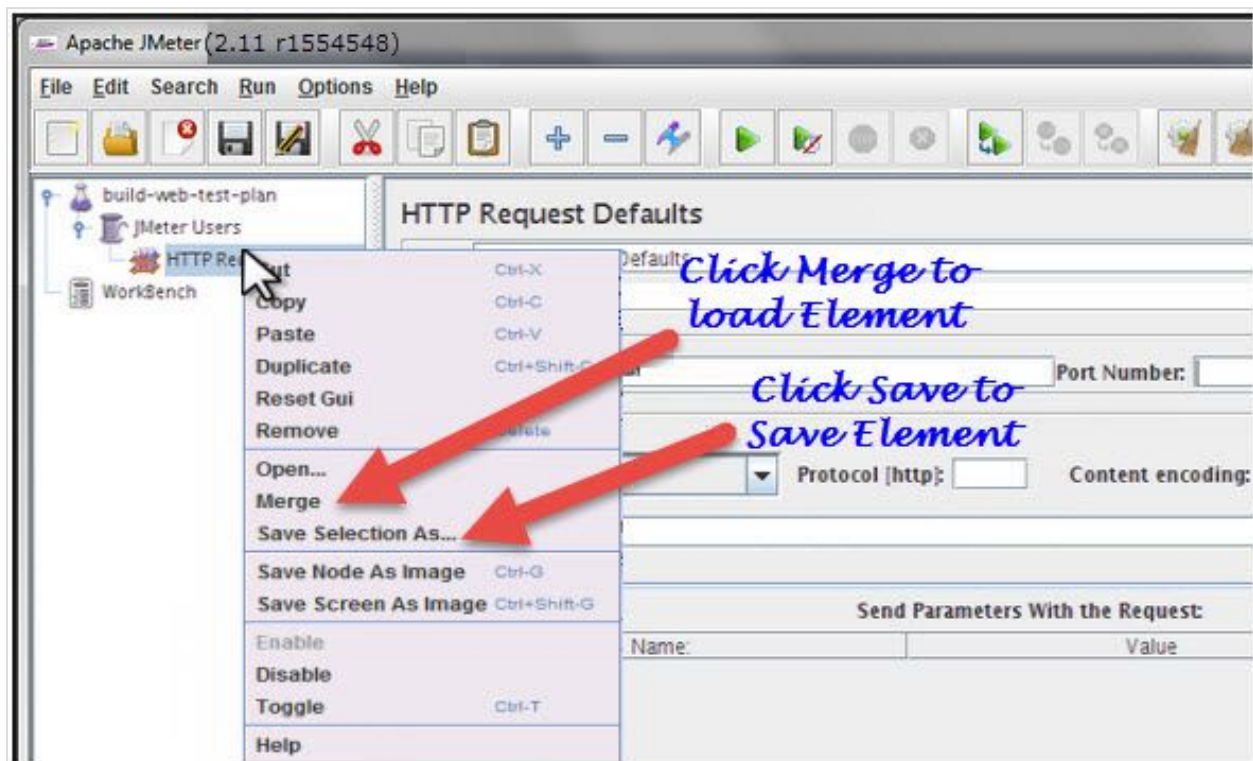 Apache JMeter (2.11 r1554548)
File Edit Search Run Options Help
build-web-test-plan
JMeter Users
HTTP
WorkBench
HTTP Request Defaults
Defaults
Click Merge to
load Element
Click Save to
Save Element
Port Number:
Protocol [http]:
Content encoding:
Send Parameters With the Request:
Name:
Value
Ctrl-X
Copy Ctrl-C
Paste Ctrl-V
Duplicate
Reset Gui
Remove Delete
Open...
Merge
Save Selection As...
Save Node As Image Ctrl-G
Save Screen As Image Ctrl+Shift-G
Enable
Disable
Toggle Ctrl-T
Help